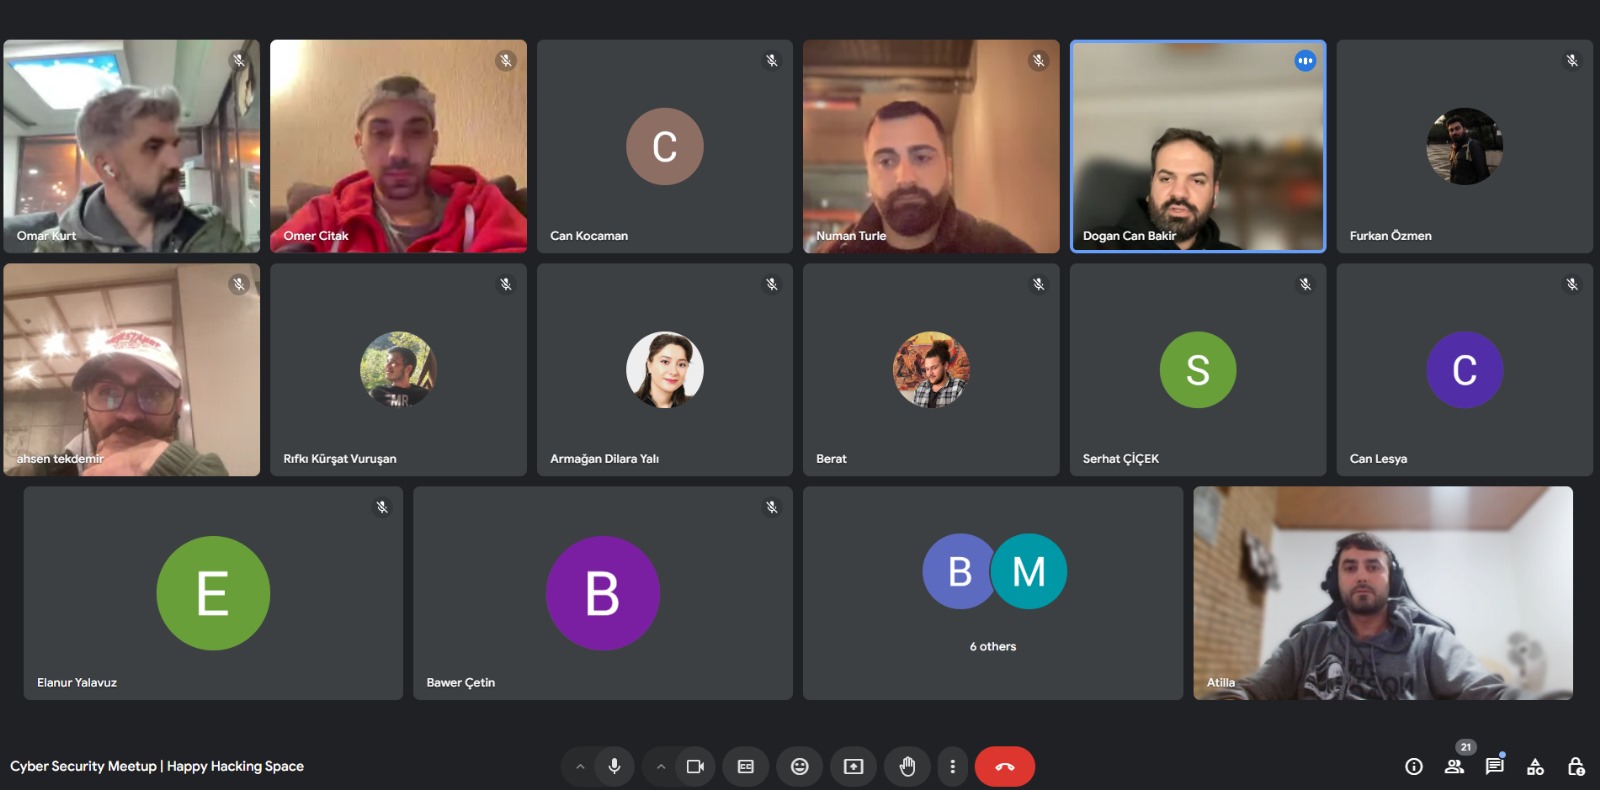 Omar Kurt
Omer Citak
C
Can Kocaman
Numan Turle
Dogan Can Bakir
Furkan Özmen
ahsen tekdemir
Rıfkı Kürşat Vuruşan
MR.
Armağan Dilara Yalı
Berat
S
Serhat ÇİÇEK
C
Can Lesya
E
Elanur Yalavuz
B
Bawer Çetin
B M
6 others
Atilla
Cyber Security Meetup | Happy Hacking Space
CC
21